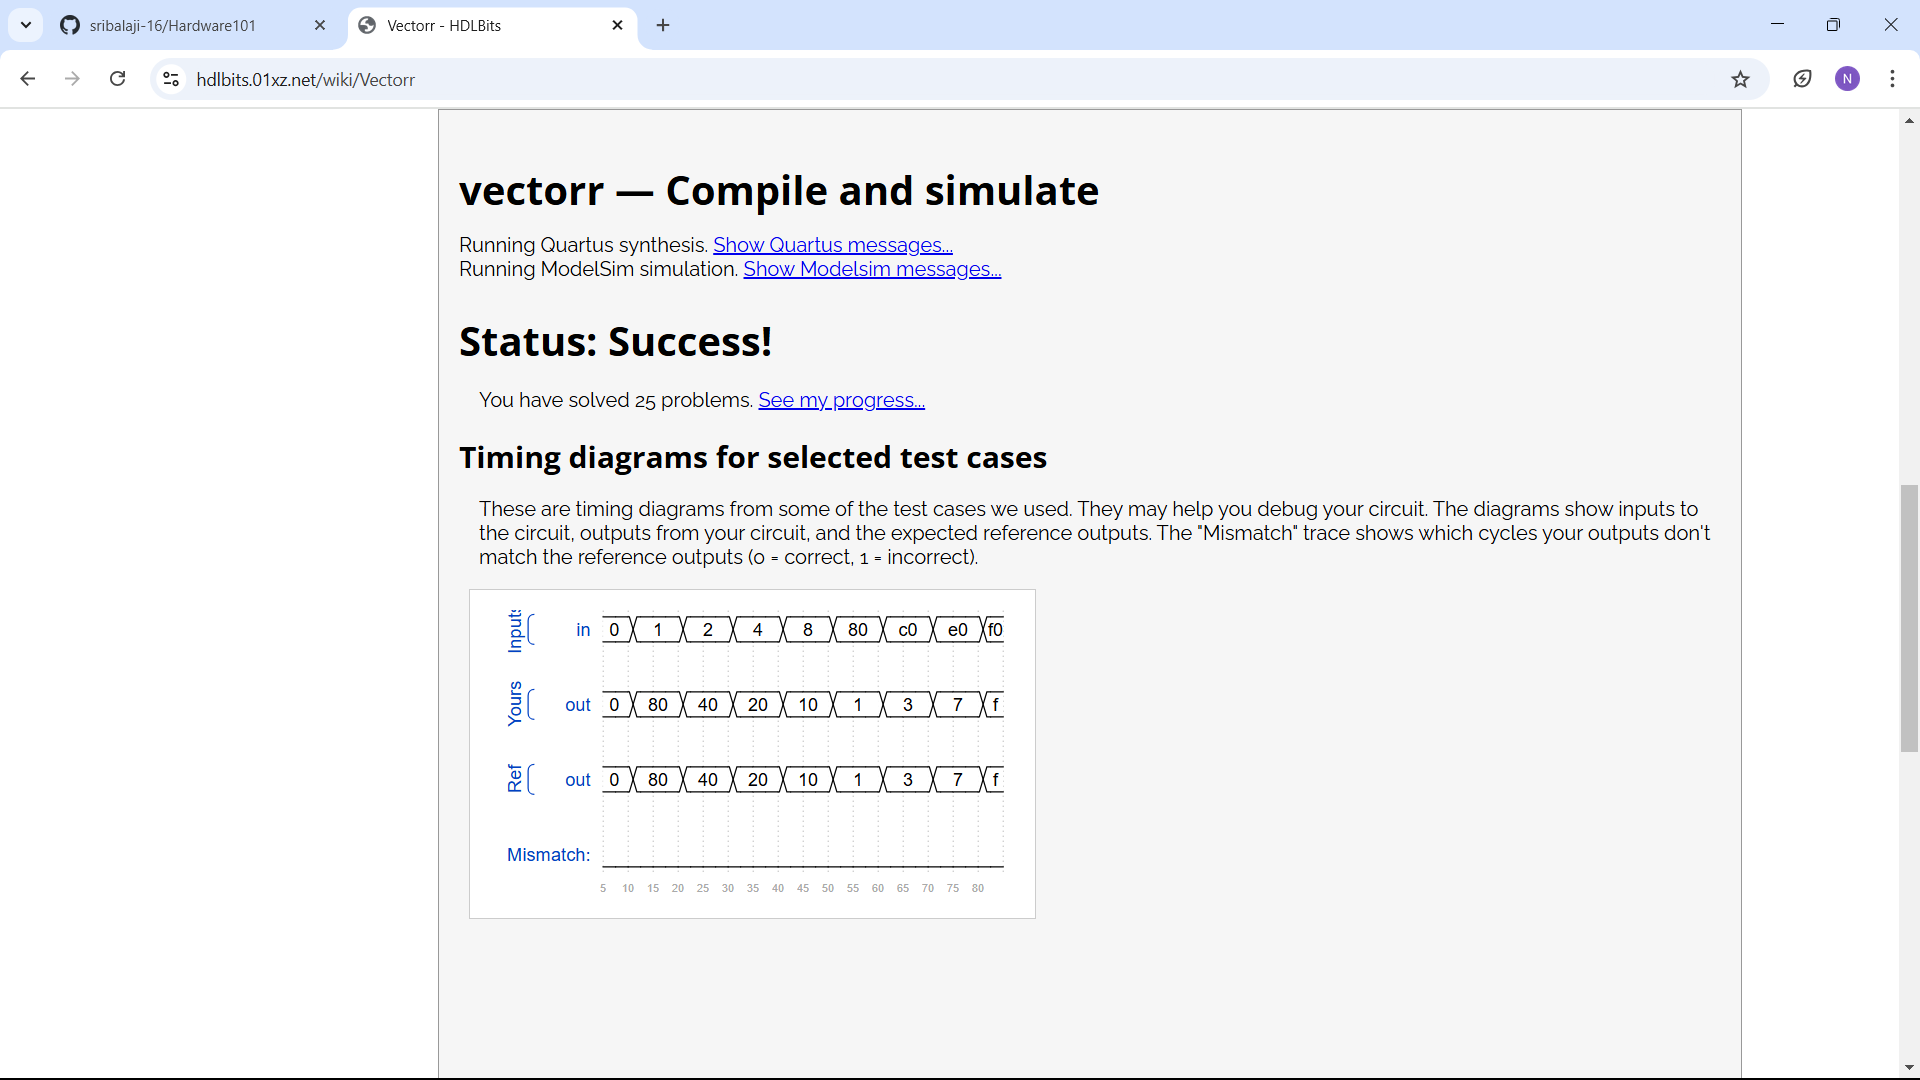 sribalaji-16/Hardware101
Vectorr - HDLBits
hdlbits.01xz.net/wiki/Vectorr
N
vectorr — Compile and simulate
Running Quartus synthesis. Show Quartus messages...
Running ModelSim simulation. Show Modelsim messages...
Status: Success!
You have solved 25 problems. See my progress...
Timing diagrams for selected test cases
These are timing diagrams from some of the test cases we used. They may help you debug your circuit. The diagrams show inputs to
the circuit, outputs from your circuit, and the expected reference outputs. The "Mismatch" trace shows which cycles your outputs don't
match the reference outputs (0 = correct, 1 = incorrect).
Inputs in 0 1 2 4 8 80 c0 e0 f0
Yours out 0 80 40 20 10 1 3 7 f
Ref out 0 80 40 20 10 1 3 7 f
Mismatch:
5 10 15 20 25 30 35 40 45 50 55 60 65 70 75 80